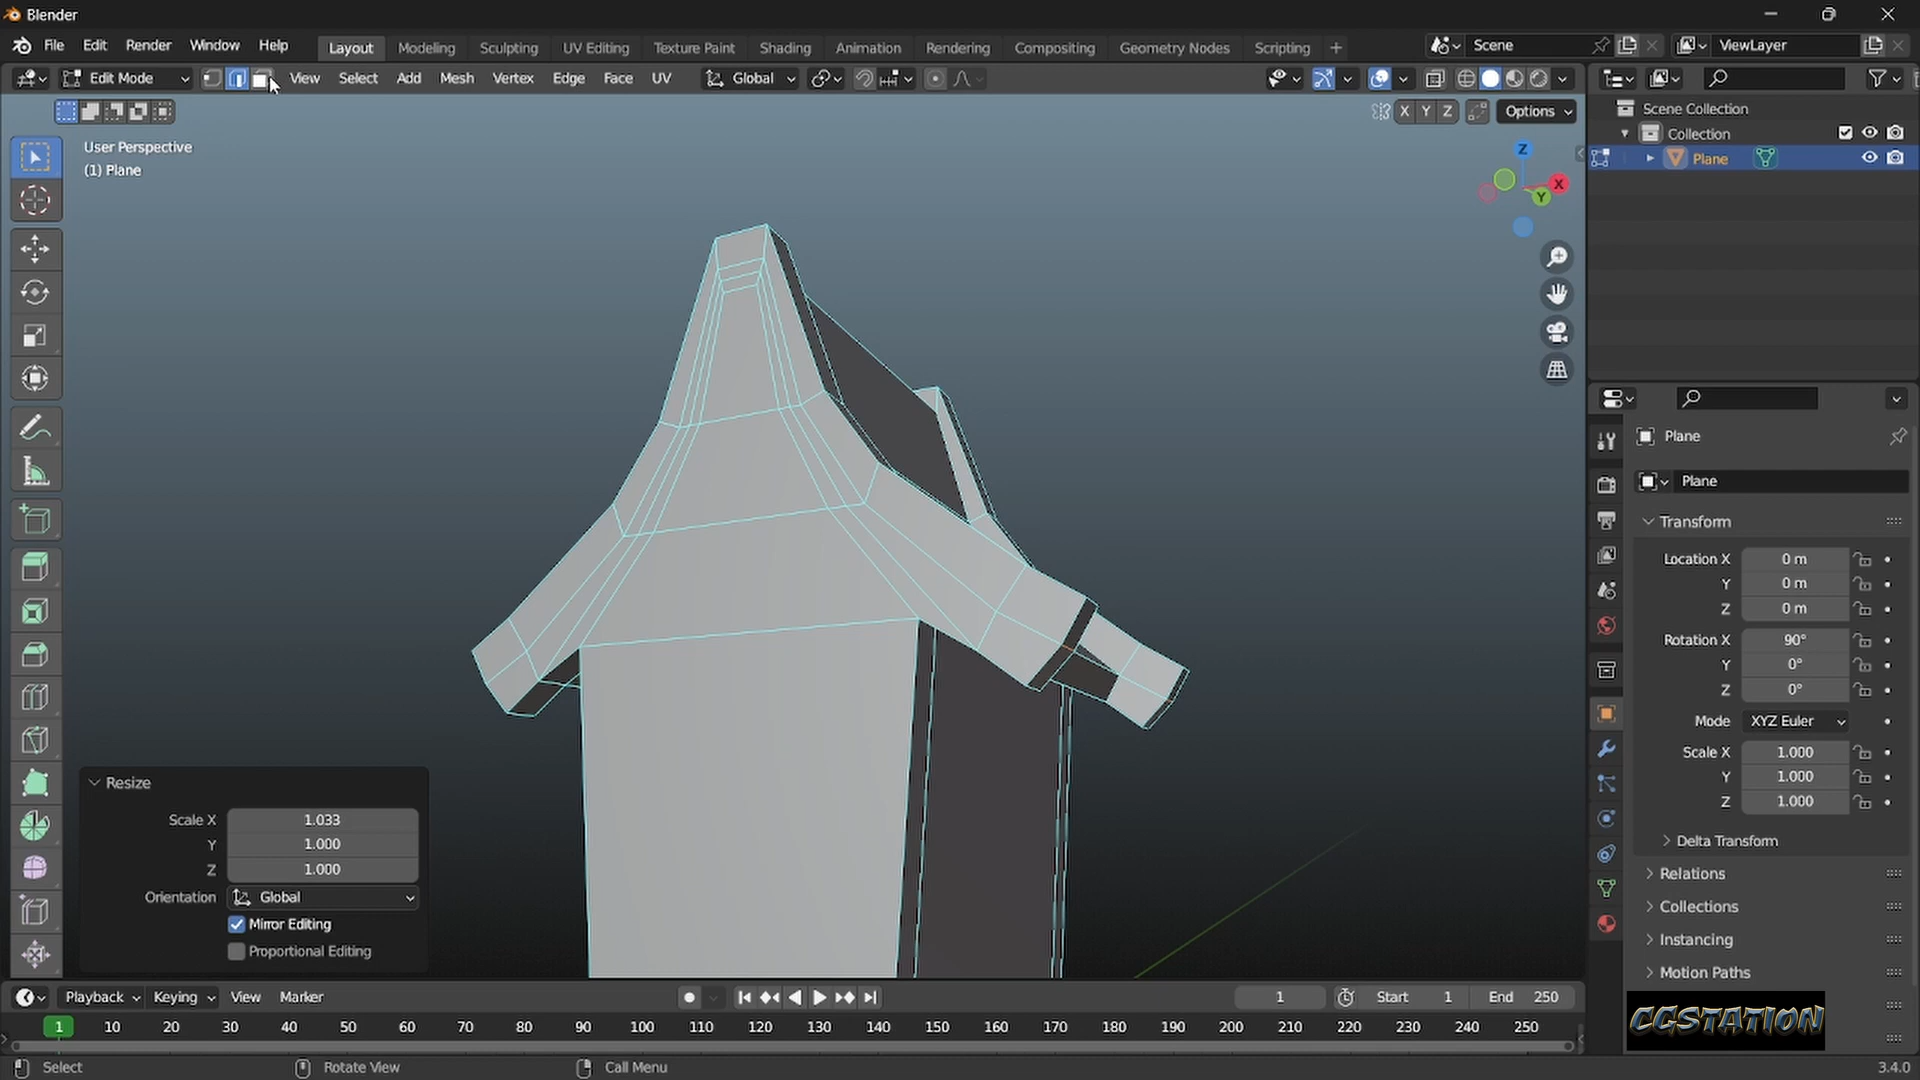 Blender
File Edit Render Window Help Layout Modeling Sculpting UV Editing Texture Paint Shading Animation Rendering Compositing Geometry Nodes Scripting + Scene ViewLayer
Edit Mode View Select Add Mesh Vertex Edge Face UV Global
X Y Z Options
User Perspective
(1) Plane
Z
X
Y
Scene Collection
Collection
Plane
Plane
Plane
Transform
Location X 0 m
Y 0 m
Z 0 m
Rotation X 90°
Y 0°
Z 0°
Mode XYZ Euler
Scale X 1.000
Y 1.000
Z 1.000
Delta Transform
Relations
Collections
Instancing
Motion Paths
Resize
Scale X 1.033
Y 1.000
Z 1.000
Orientation Global
Mirror Editing
Proportional Editing
Playback Keying View Marker 1 Start 1 End 250
1 10 20 30 40 50 60 70 80 90 100 110 120 130 140 150 160 170 180 190 200 210 220 230 240 250
CGSTATION
Select Rotate View Call Menu 3.4.0